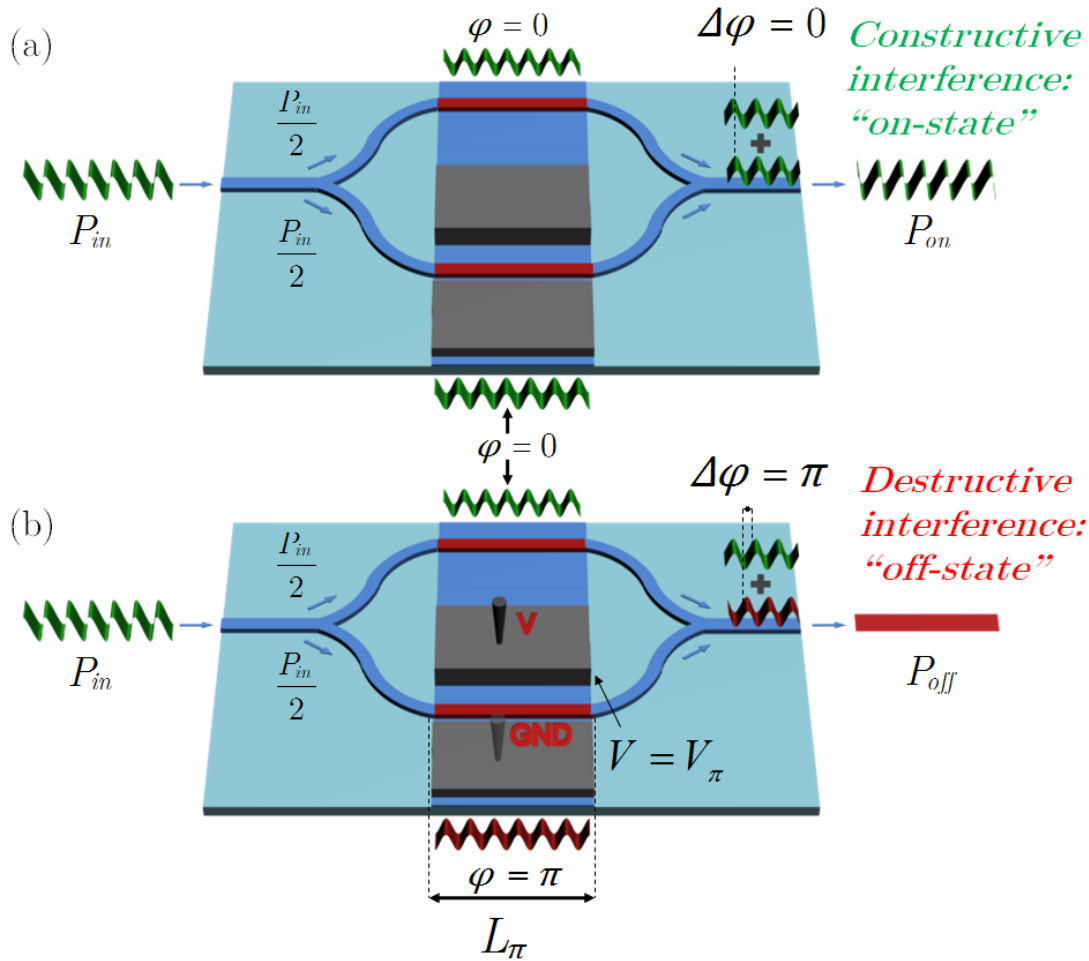 (a)
φ = 0
Δφ = 0
Constructive
interference:
“on-state”
P_in
P_in
2
P_in
2
P_on
φ = 0
(b)
Δφ = π
Destructive
interference:
“off-state”
P_in
P_in
2
P_in
2
V
GND
V = V_π
P_off
φ = π
L_π